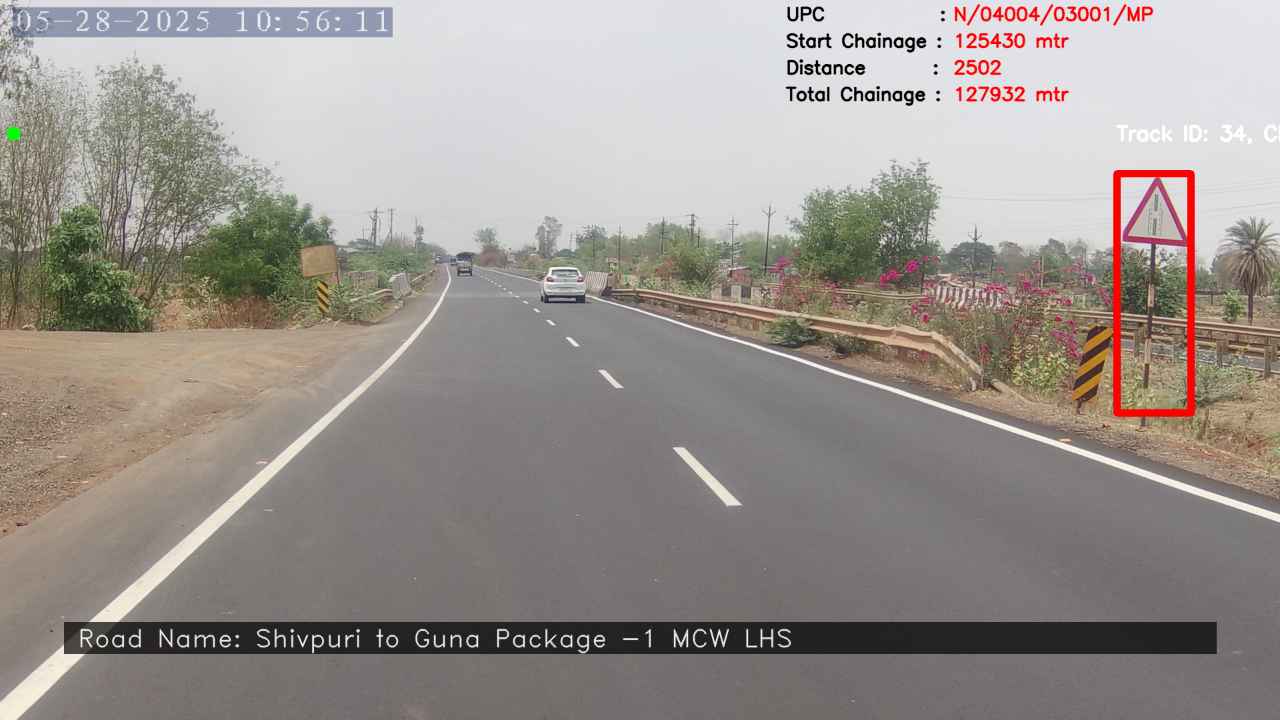 05-28-2025 10:56:11
UPC : N/04004/03001/MP
Start Chainage : 125430 mtr
Distance : 2502
Total Chainage : 127932 mtr
Track ID: 34,
Road Name: Shivpuri to Guna Package -1 MCW LHS